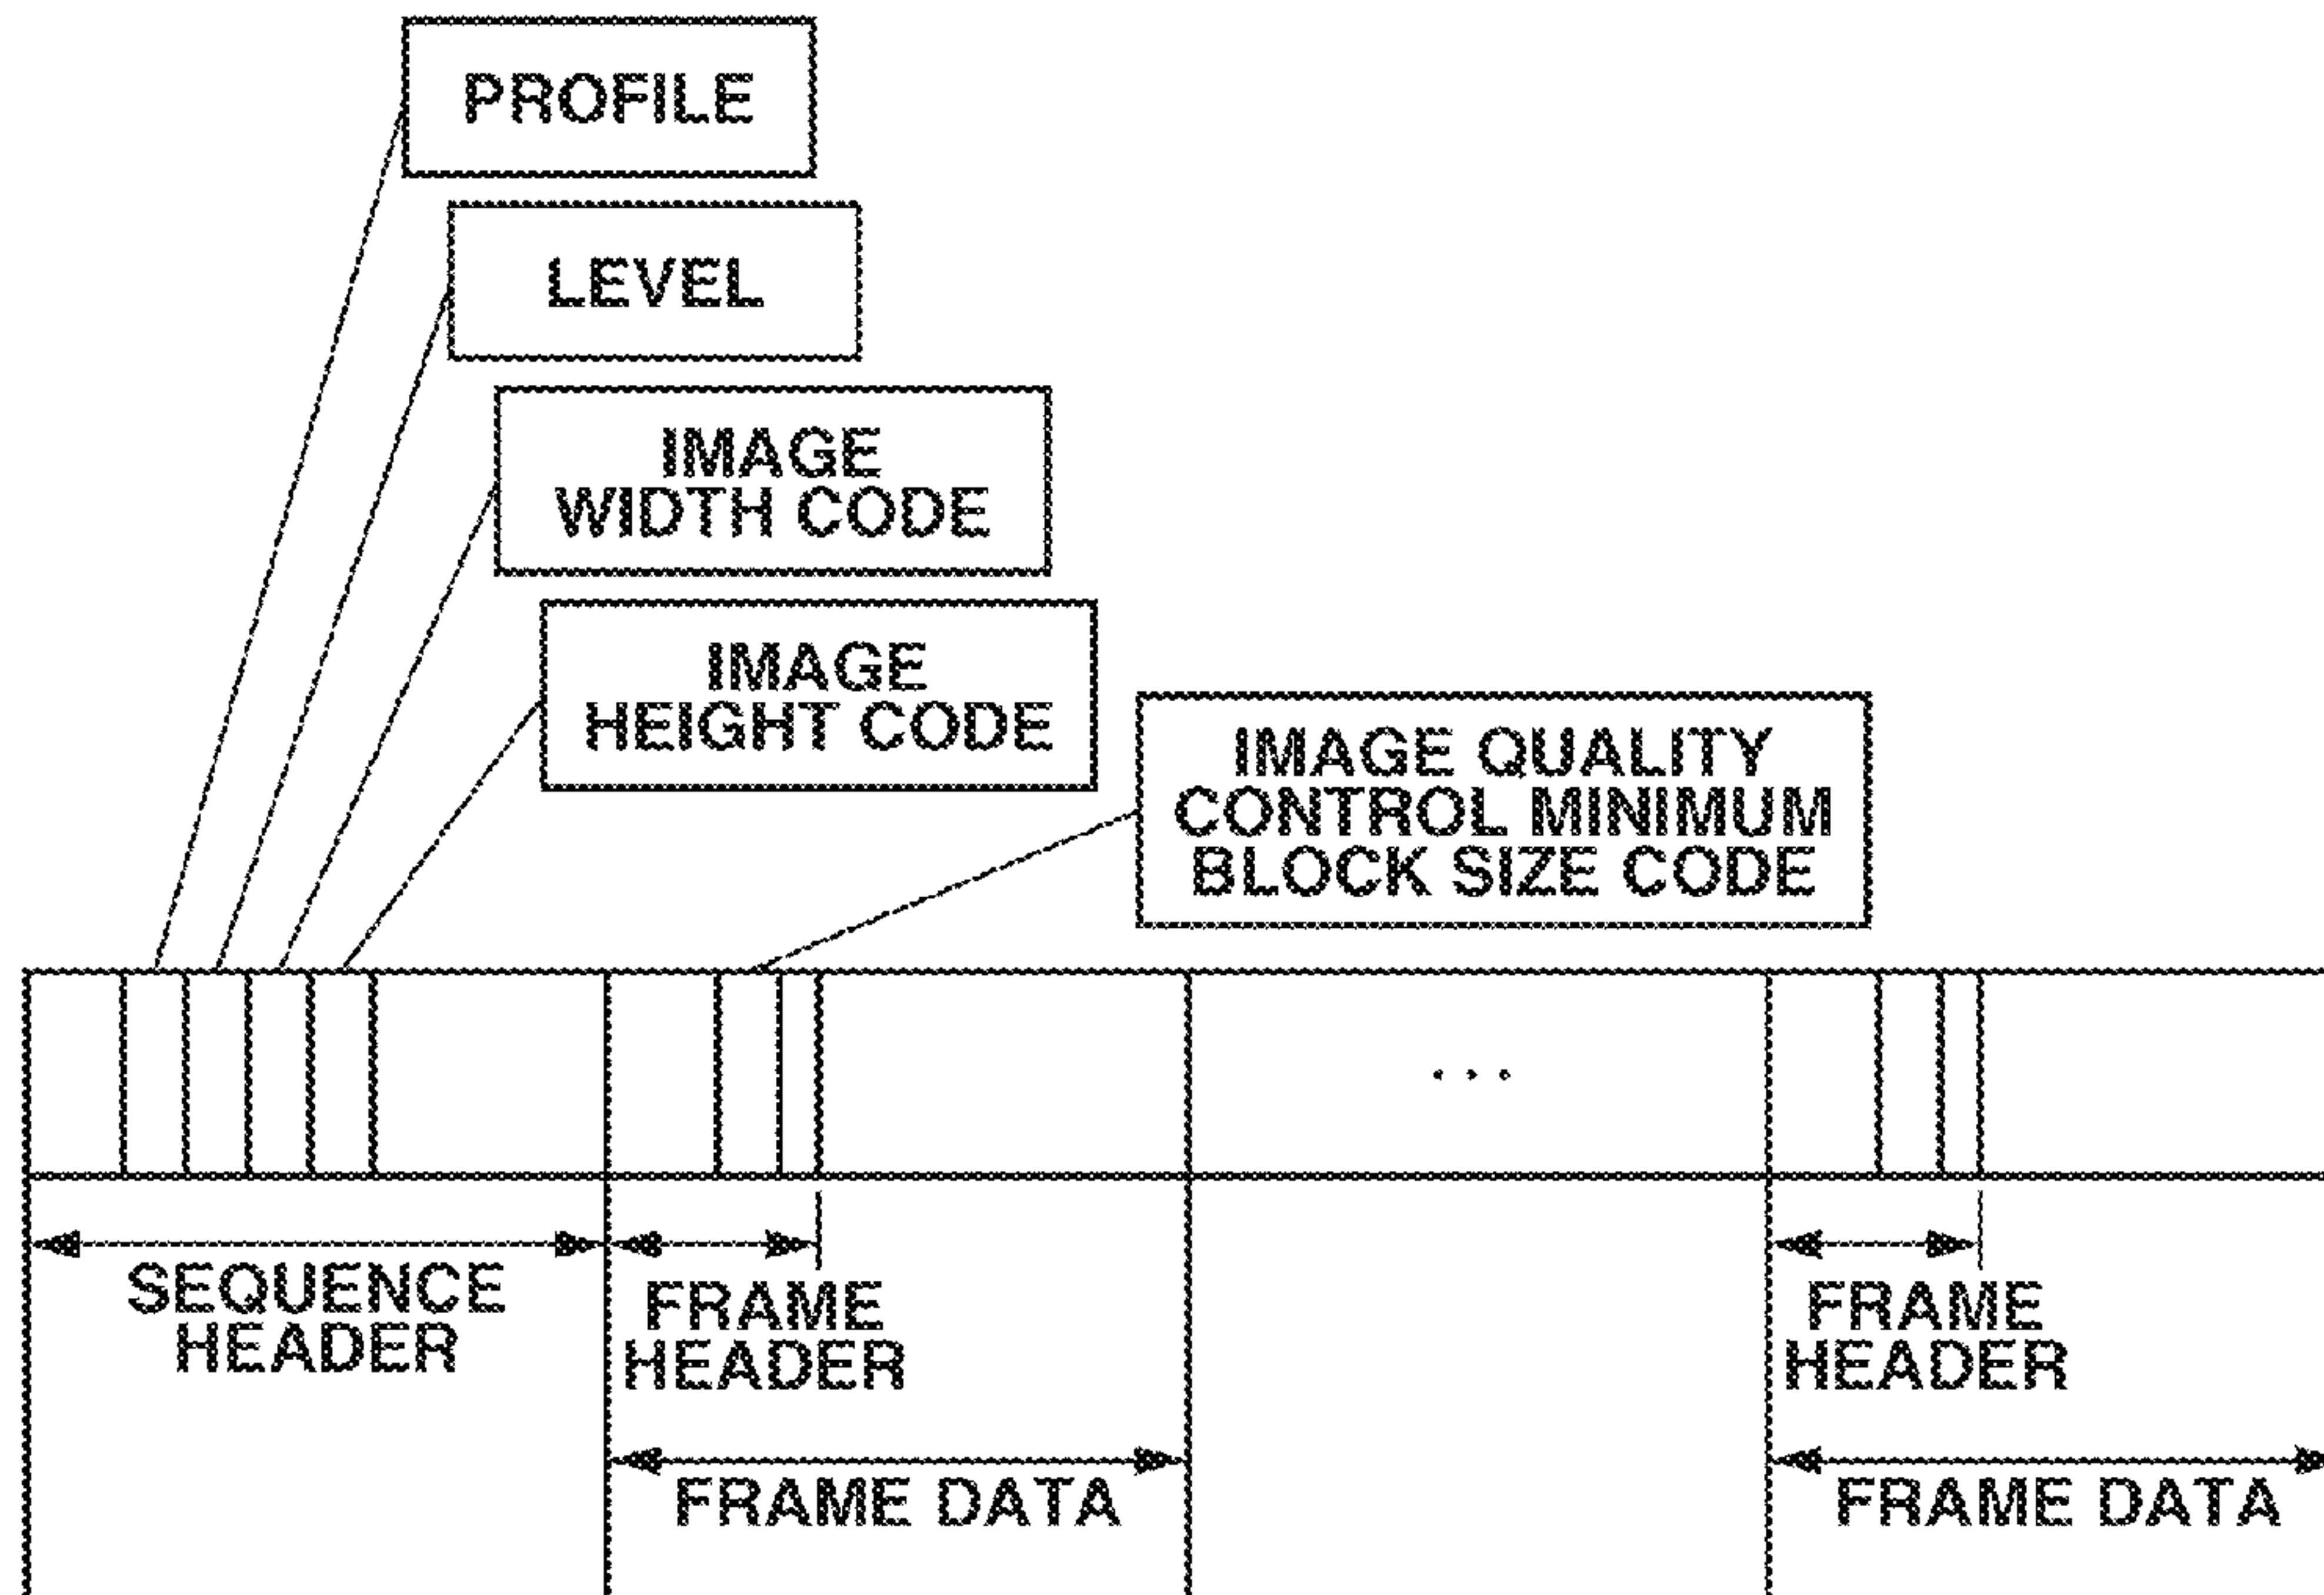 PROFILE
LEVEL
IMAGE
WIDTH CODE
IMAGE
HEIGHT CODE
IMAGE QUALITY
CONTROL MINIMUM
BLOCK SIZE CODE
...
SEQUENCE
HEADER
FRAME
HEADER
FRAME DATA
FRAME
HEADER
FRAME DATA